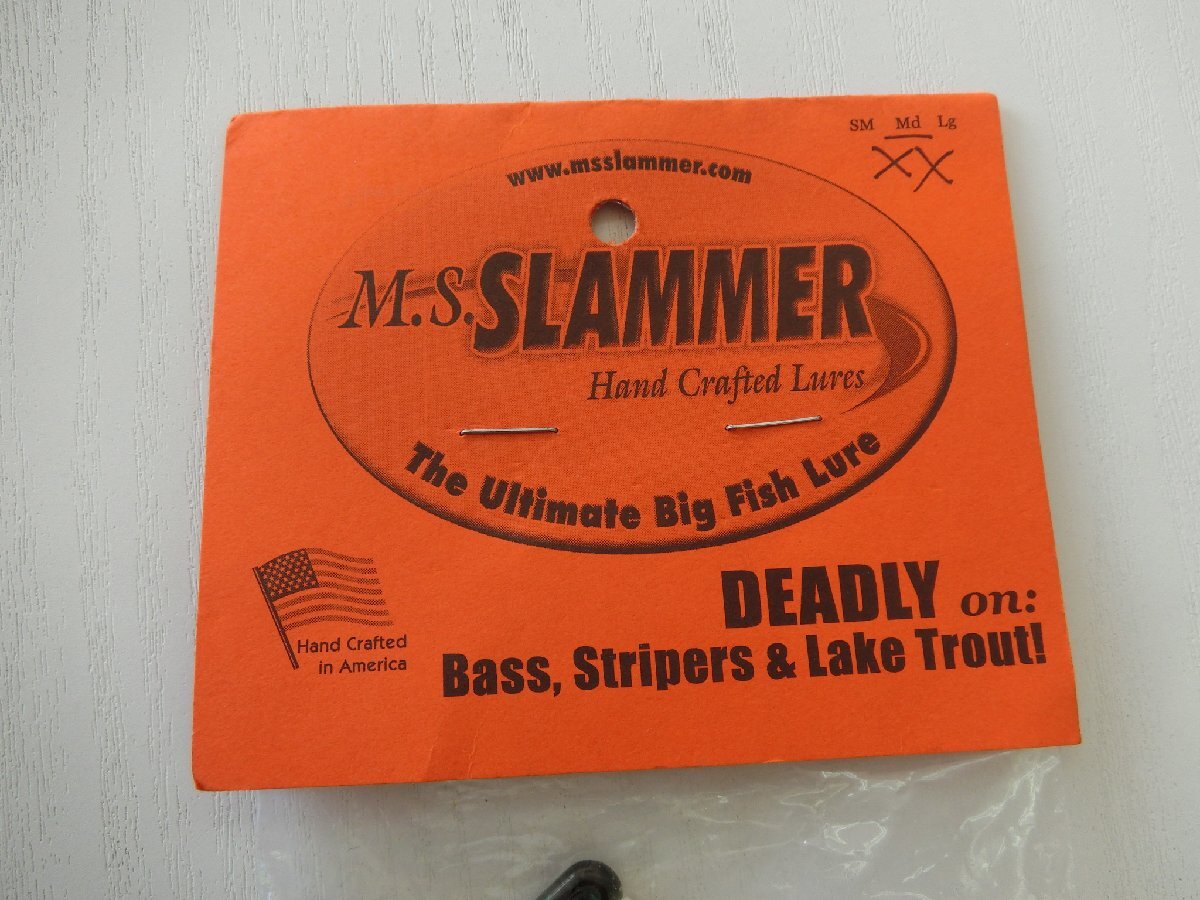 SM Md Lg
XX
www.msslammer.com
M.S. SLAMMER
Hand Crafted Lures
The Ultimate Big Fish Lure
DEADLY on:
Bass, Stripers & Lake Trout!
Hand Crafted
in America